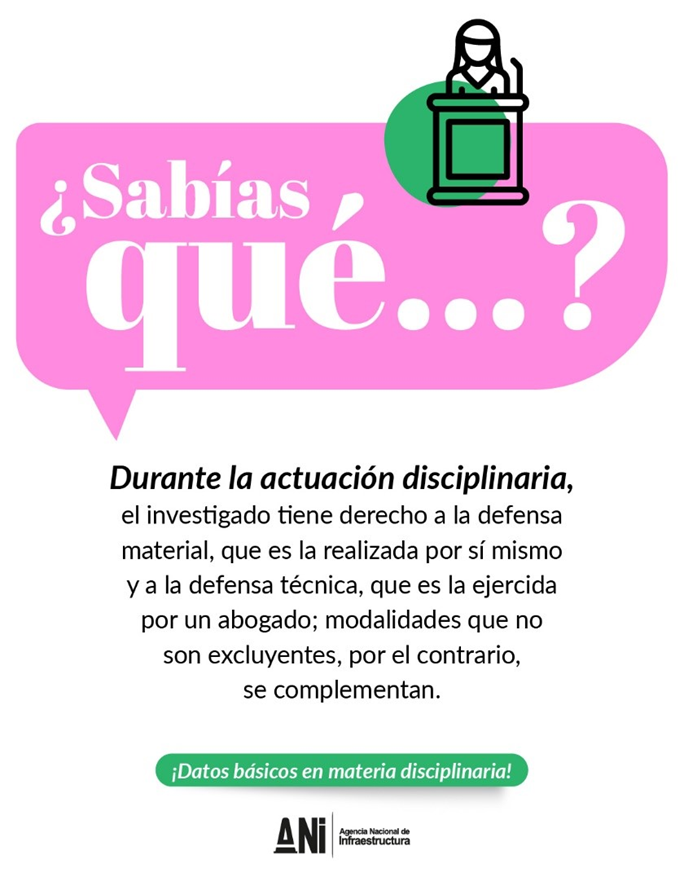 ¿Sabías
qué...?
Durante la actuación disciplinaria,
el investigado tiene derecho a la defensa
material, que es la realizada por sí mismo
y a la defensa técnica, que es la ejercida
por un abogado; modalidades que no
son excluyentes, por el contrario,
se complementan.
¡Datos básicos en materia disciplinaria!
ANi
Agencia Nacional de
Infraestructura